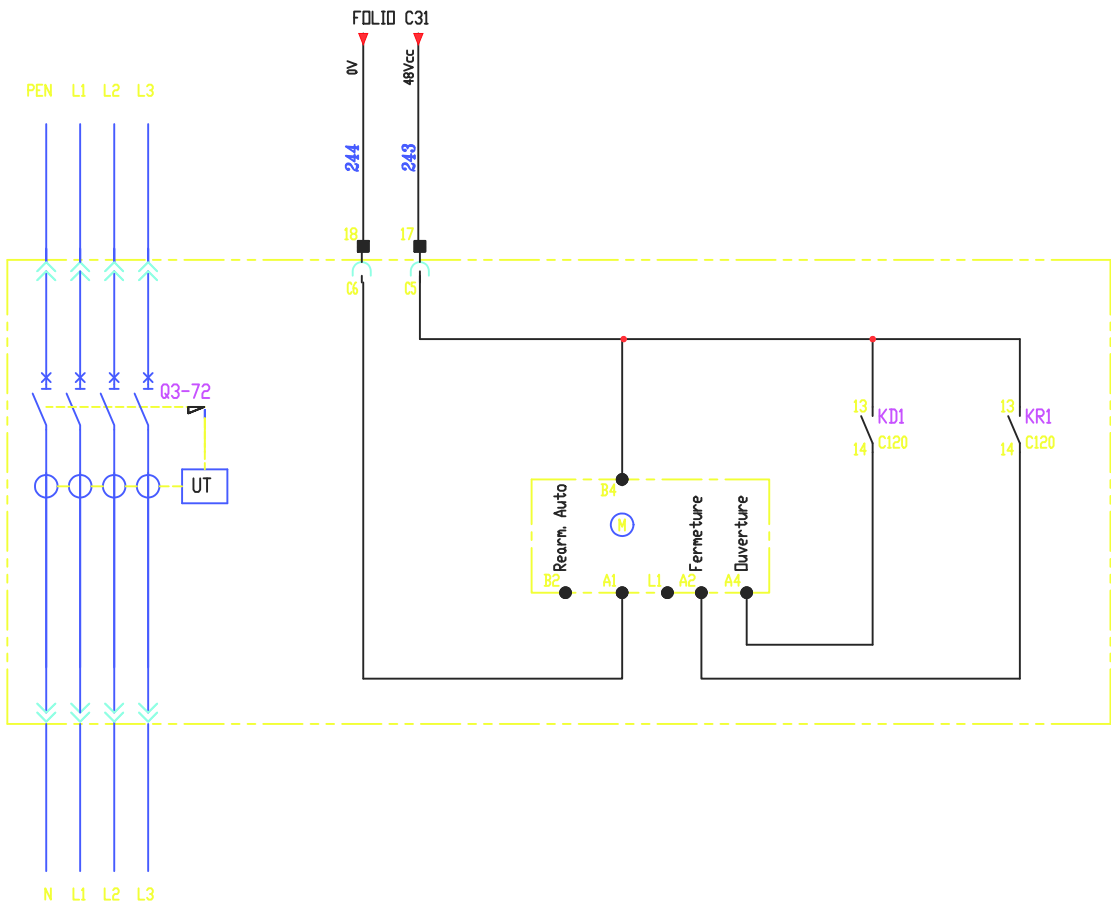 FOLIO C31
0V
48Vcc
PEN L1 L2 L3
244
243
18
17
C6
C5
Q3-72
13
KD1
14
C120
13
KR1
14
C120
UT
B4
Rearm. Auto
M
Fermeture
Ouverture
B2
A1
L1
A2
A4
N L1 L2 L3